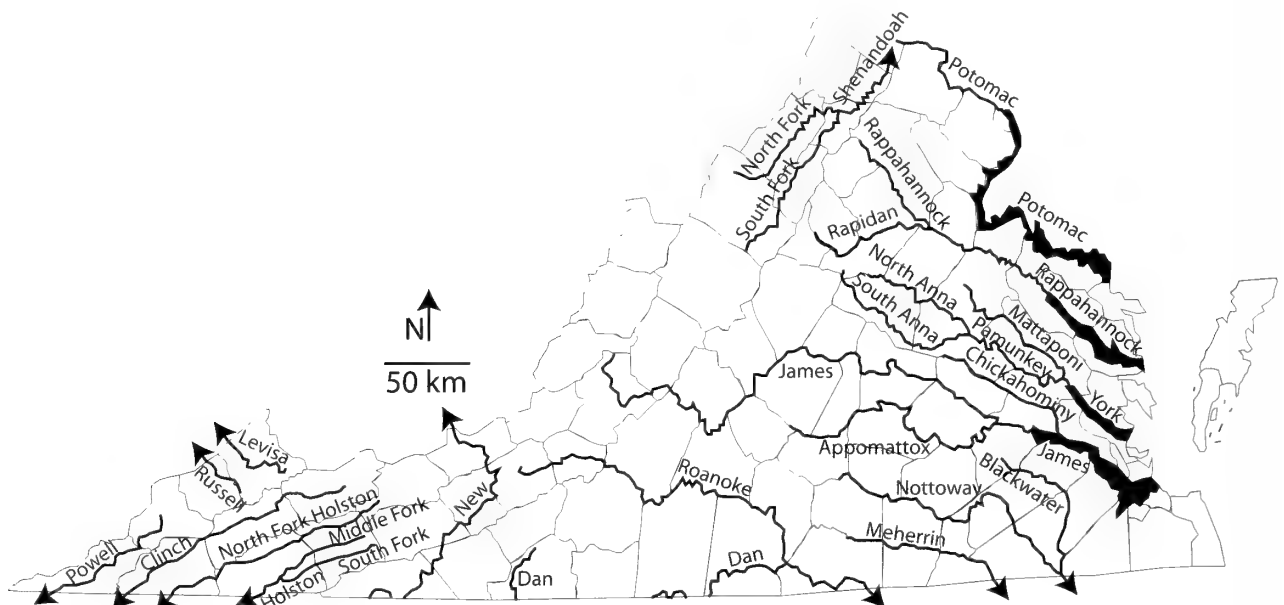 Shenandoah
Potomac
North Fork
South Fork
Rappahannock
Potomac
Rapidan
North Anna
South Anna
Rappahannock
Mattaponi
Pamunkey
Chickahominy
York
N
50 km
James
Appomattox
James
Blackwater
Nottoway
Meherrin
Roanoke
Dan
Dan
New
Levisa
Russell
Powell
Clinch
North Fork Holston
Middle Fork
South Fork
Holston